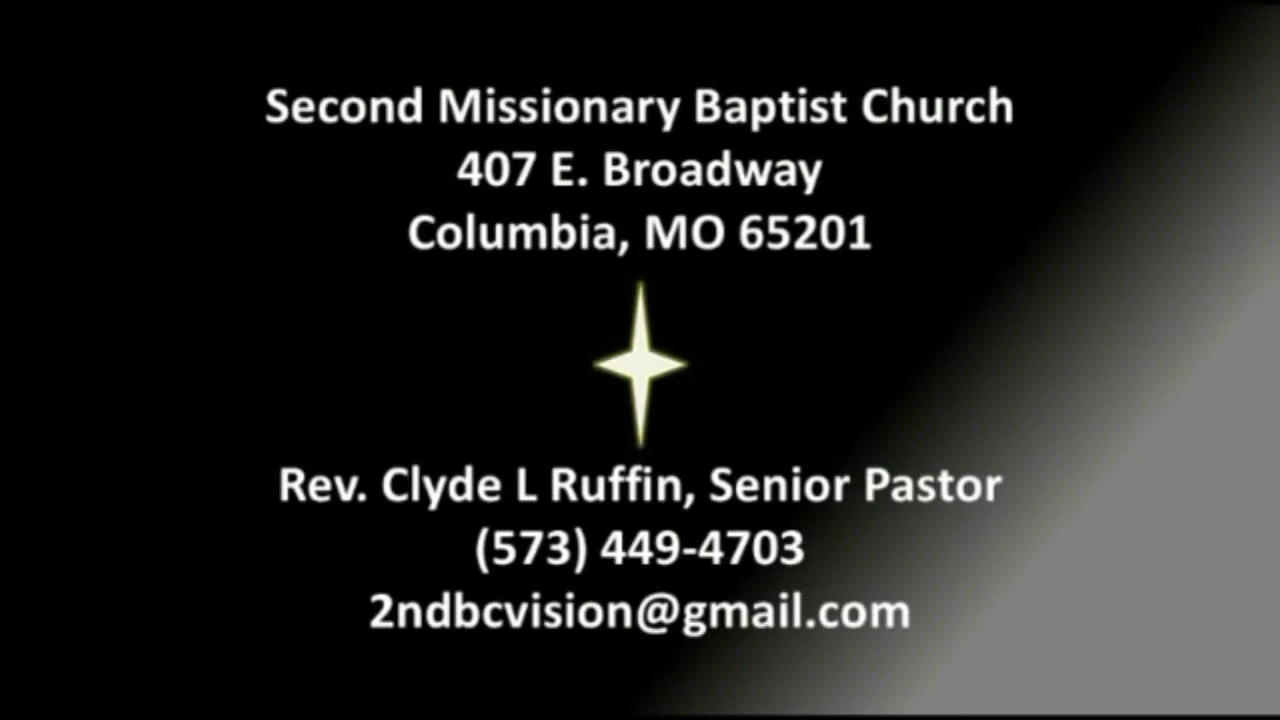 Second Missionary Baptist Church
407 E. Broadway
Columbia, MO 65201
Rev. Clyde L Ruffin, Senior Pastor
(573) 449-4703
2ndbcvision@gmail.com